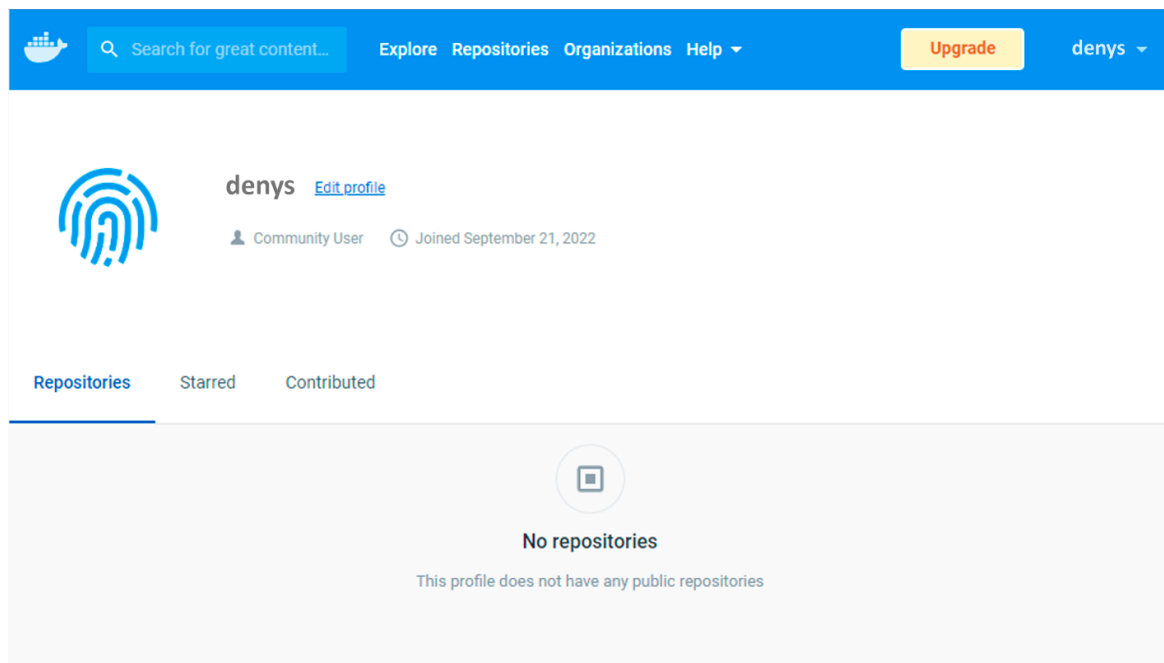 Search for great content... Explore Repositories Organizations Help Upgrade denys
denys Edit profile
Community User Joined September 21, 2022
Repositories Starred Contributed
No repositories
This profile does not have any public repositories